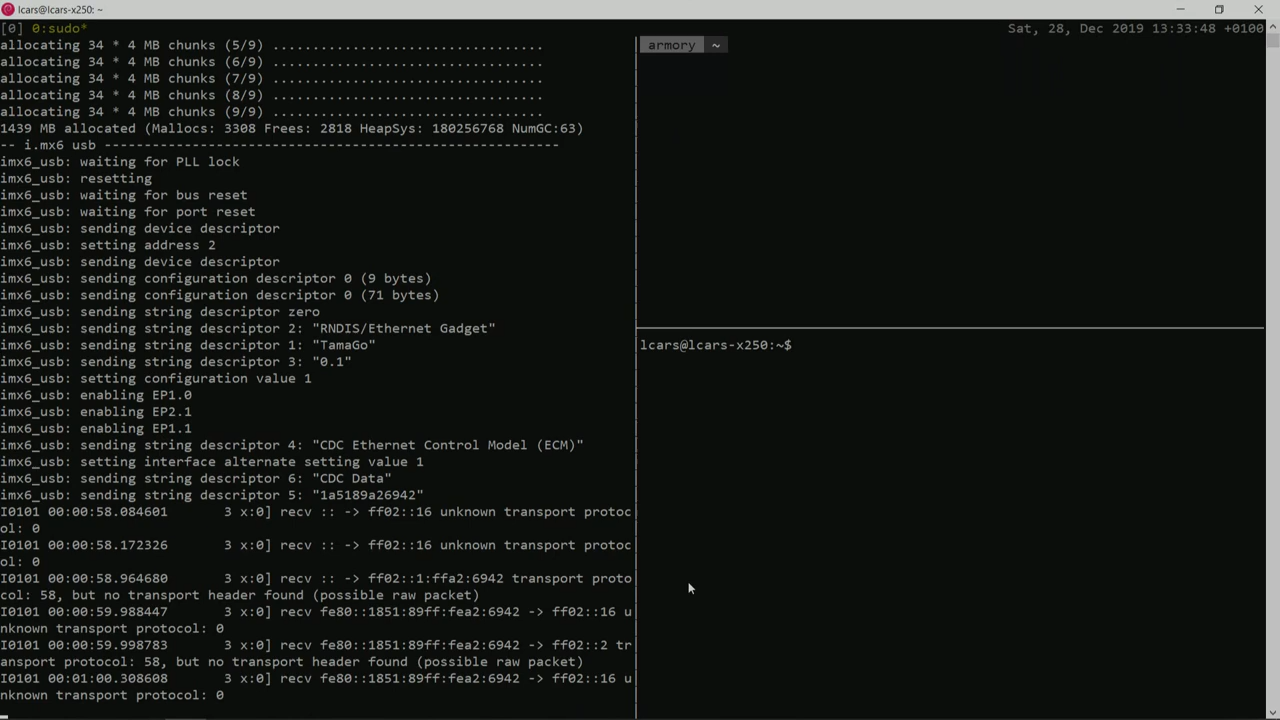 lcars@lcars-x250: ~
[0] 0:sudo*
Sat, 28, Dec 2019 13:33:48 +0100
allocating 34 * 4 MB chunks (5/9) ..................................
allocating 34 * 4 MB chunks (6/9) ..................................
allocating 34 * 4 MB chunks (7/9) ..................................
allocating 34 * 4 MB chunks (8/9) ..................................
allocating 34 * 4 MB chunks (9/9) ..................................
1439 MB allocated (Mallocs: 3308 Frees: 2818 HeapSys: 180256768 NumGC:63)
-- i.mx6 usb ---------------------------------------------------------
imx6_usb: waiting for PLL lock
imx6_usb: resetting
imx6_usb: waiting for bus reset
imx6_usb: waiting for port reset
imx6_usb: sending device descriptor
imx6_usb: setting address 2
imx6_usb: sending device descriptor
imx6_usb: sending configuration descriptor 0 (9 bytes)
imx6_usb: sending configuration descriptor 0 (71 bytes)
imx6_usb: sending string descriptor zero
imx6_usb: sending string descriptor 2: "RNDIS/Ethernet Gadget"
imx6_usb: sending string descriptor 1: "TamaGo"
imx6_usb: sending string descriptor 3: "0.1"
imx6_usb: setting configuration value 1
imx6_usb: enabling EP1.0
imx6_usb: enabling EP2.1
imx6_usb: enabling EP1.1
imx6_usb: sending string descriptor 4: "CDC Ethernet Control Model (ECM)"
imx6_usb: setting interface alternate setting value 1
imx6_usb: sending string descriptor 6: "CDC Data"
imx6_usb: sending string descriptor 5: "1a5189a26942"
I0101 00:00:58.084601       3 x:0] recv :: -> ff02::16 unknown transport protoc
ol: 0
I0101 00:00:58.172326       3 x:0] recv :: -> ff02::16 unknown transport protoc
ol: 0
I0101 00:00:58.964680       3 x:0] recv :: -> ff02::1:ffa2:6942 transport proto
col: 58, but no transport header found (possible raw packet)
I0101 00:00:59.988447       3 x:0] recv fe80::1851:89ff:fea2:6942 -> ff02::16 u
nknown transport protocol: 0
I0101 00:00:59.998783       3 x:0] recv fe80::1851:89ff:fea2:6942 -> ff02::2 tr
ansport protocol: 58, but no transport header found (possible raw packet)
I0101 00:01:00.308608       3 x:0] recv fe80::1851:89ff:fea2:6942 -> ff02::16 u
nknown transport protocol: 0
armory ~
lcars@lcars-x250:~$